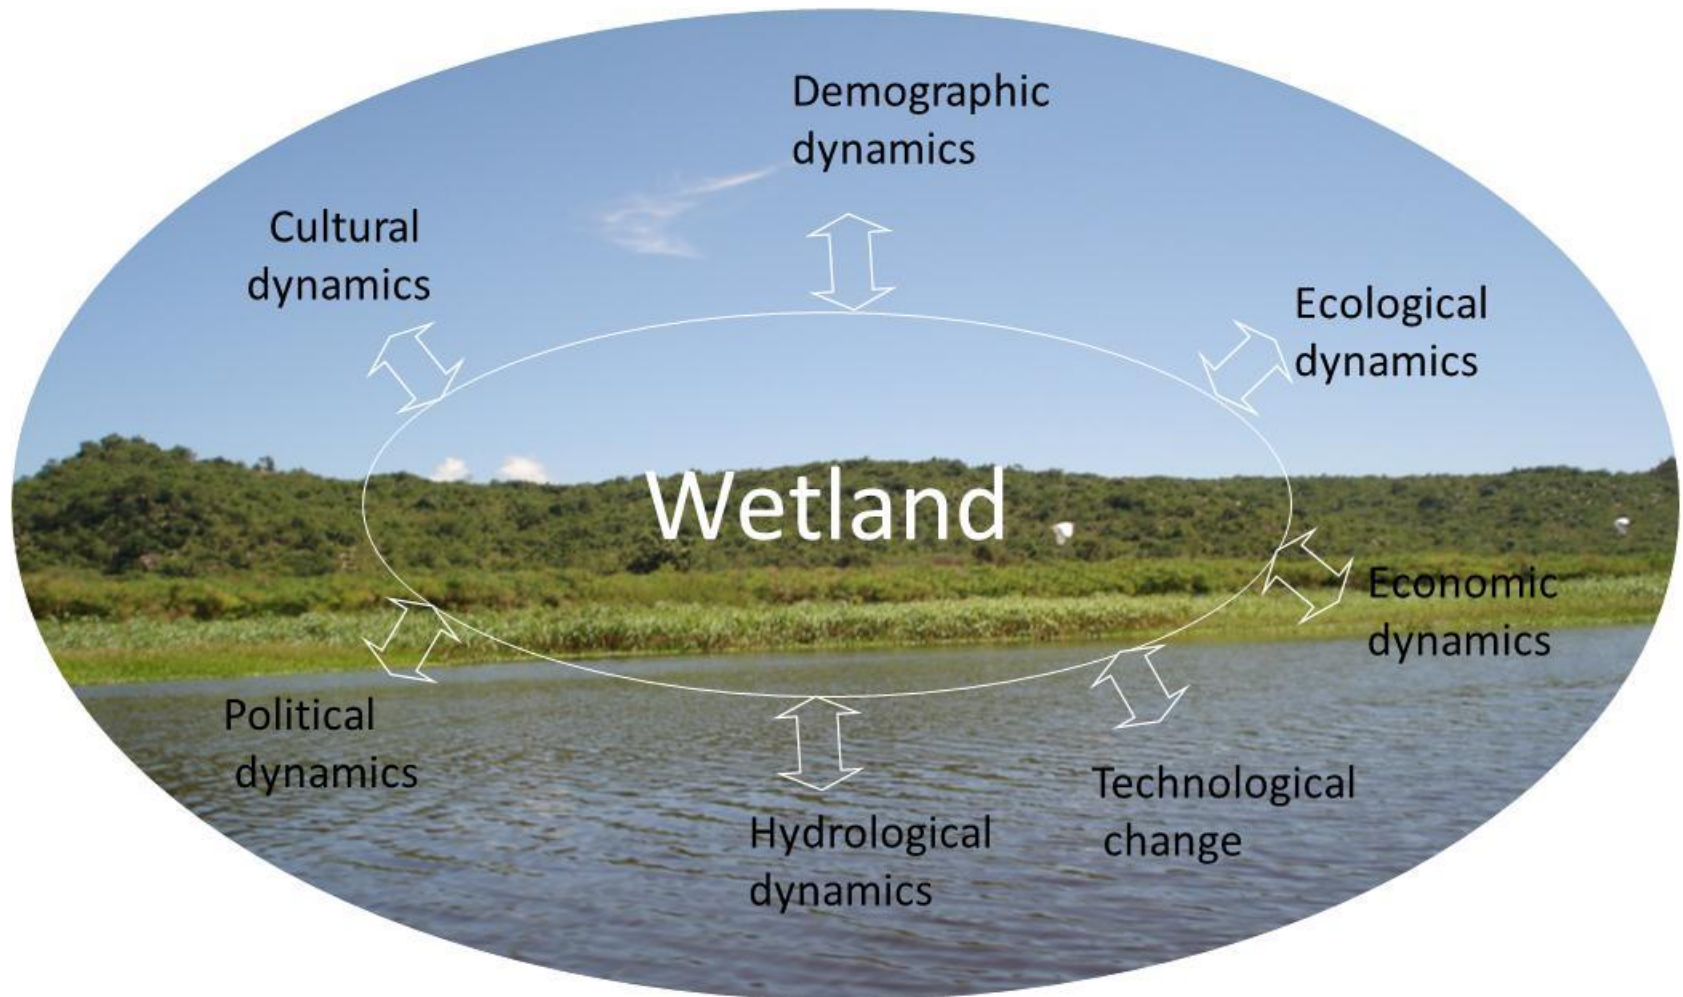 Demographic
dynamics
Cultural
dynamics
Ecological
dynamics
Wetland
Economic
dynamics
Political
dynamics
Technological
change
Hydrological
dynamics